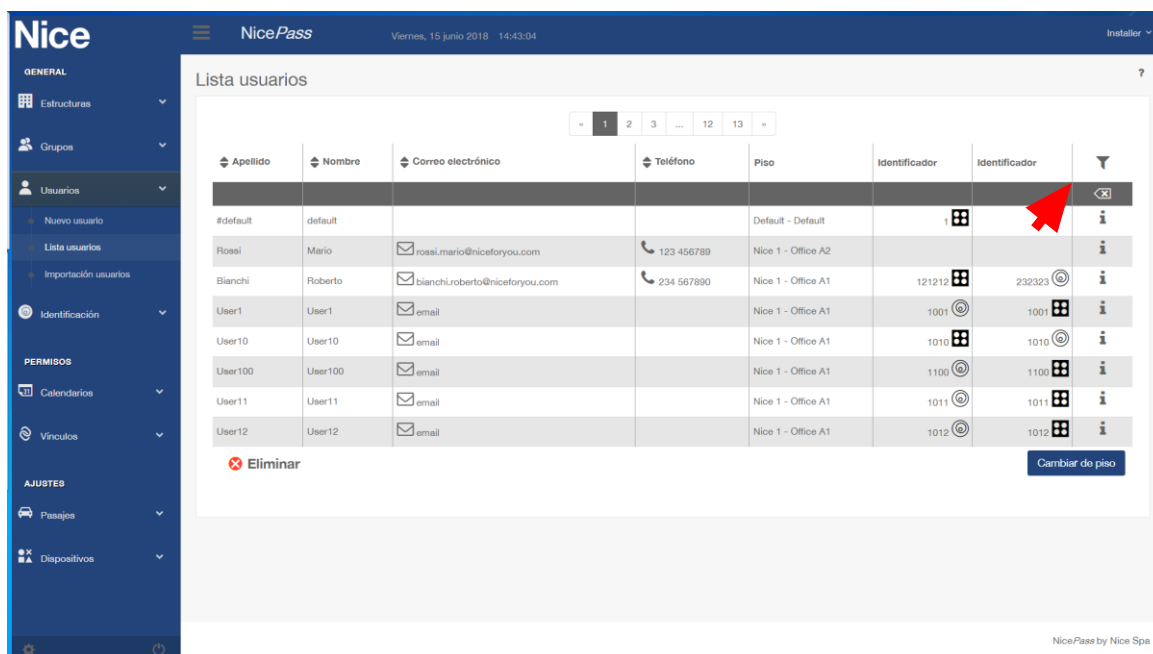 Nice
NicePass
Viernes, 15 junio 2018 14:43:04
Installer
GENERAL
Estructuras
Grupos
Usuarios
Nuevo usuario
Lista usuarios
Importación usuarios
Identificación
PERMISOS
Calendarios
Vínculos
AJUSTES
Pasajes
Dispositivos
Lista usuarios
?
« 1 2 3 ... 12 13 »
Apellido Nombre Correo electrónico Teléfono Piso Identificador Identificador
#default default Default - Default 1
Rossi Mario rossi.mario@niceforyou.com 123 456789 Nice 1 - Office A2
Bianchi Roberto bianchi.roberto@niceforyou.com 234 567890 Nice 1 - Office A1 121212 232323
User1 User1 email Nice 1 - Office A1 1001 1001
User10 User10 email Nice 1 - Office A1 1010 1010
User100 User100 email Nice 1 - Office A1 1100 1100
User11 User11 email Nice 1 - Office A1 1011 1011
User12 User12 email Nice 1 - Office A1 1012 1012
Eliminar
Cambiar de piso
NicePass by Nice Spa